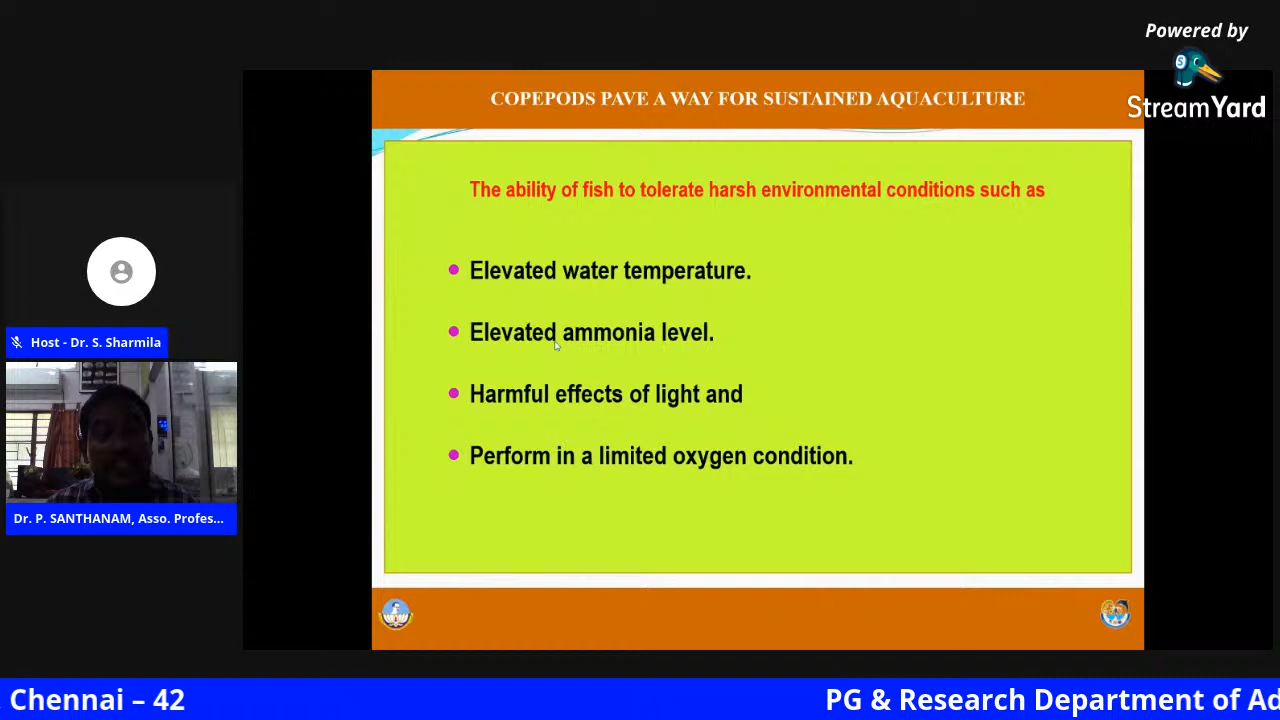 Powered by
StreamYard
COPEPODS PAVE A WAY FOR SUSTAINED AQUACULTURE
The ability of fish to tolerate harsh environmental conditions such as
Elevated water temperature.
Elevated ammonia level.
Harmful effects of light and
Perform in a limited oxygen condition.
Host - Dr. S. Sharmila
Dr. P. SANTHANAM, Asso. Profes...
Chennai – 42
PG & Research Department of Ad